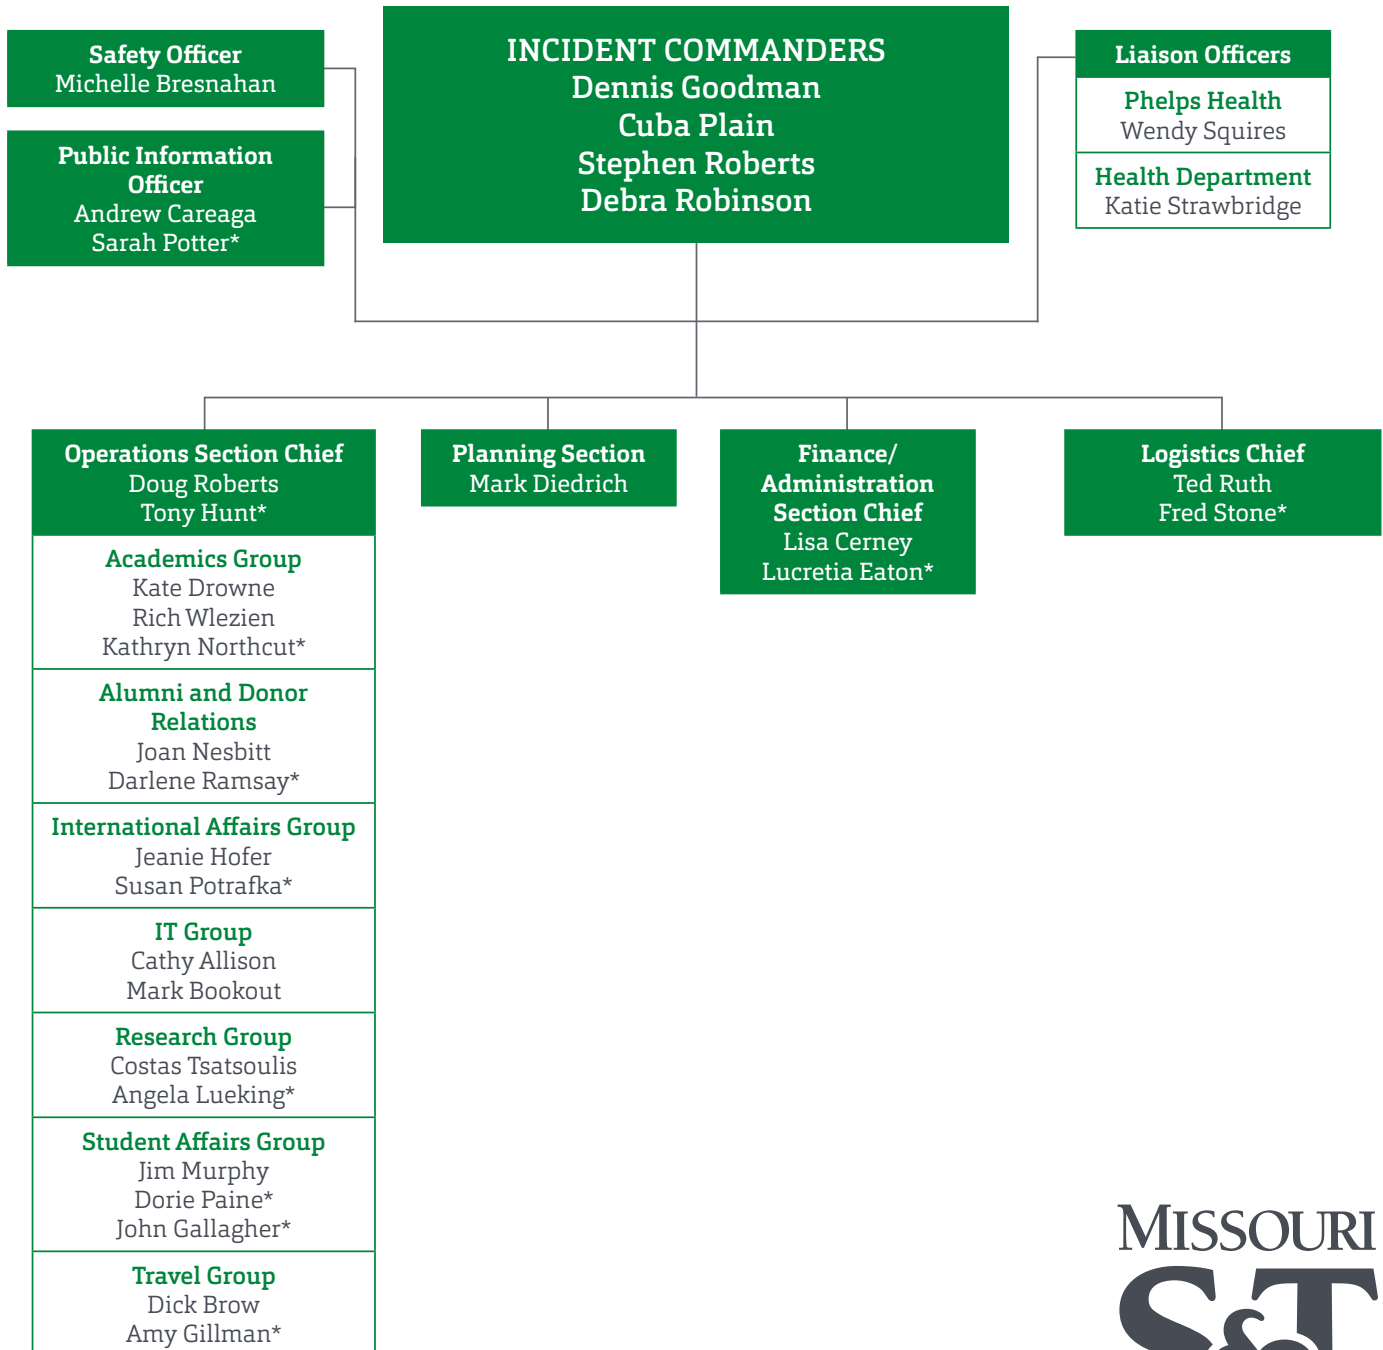 Safety Officer
Michelle Bresnahan
Public Information
Officer
Andrew Careaga
Sarah Potter*
INCIDENT COMMANDERS
Dennis Goodman
Cuba Plain
Stephen Roberts
Debra Robinson
Liaison Officers
Phelps Health
Wendy Squires
Health Department
Katie Strawbridge
Operations Section Chief
Doug Roberts
Tony Hunt*
Academics Group
Kate Drowne
Rich Wlezien
Kathryn Northcut*
Alumni and Donor
Relations
Joan Nesbitt
Darlene Ramsay*
International Affairs Group
Jeanie Hofer
Susan Potrafka*
IT Group
Cathy Allison
Mark Bookout
Research Group
Costas Tsatsoulis
Angela Lueking*
Student Affairs Group
Jim Murphy
Dorie Paine*
John Gallagher*
Travel Group
Dick Brow
Amy Gillman*
Planning Section
Mark Diedrich
Finance/
Administration
Section Chief
Lisa Cerney
Lucretia Eaton*
Logistics Chief
Ted Ruth
Fred Stone*
MISSOURI
S&T